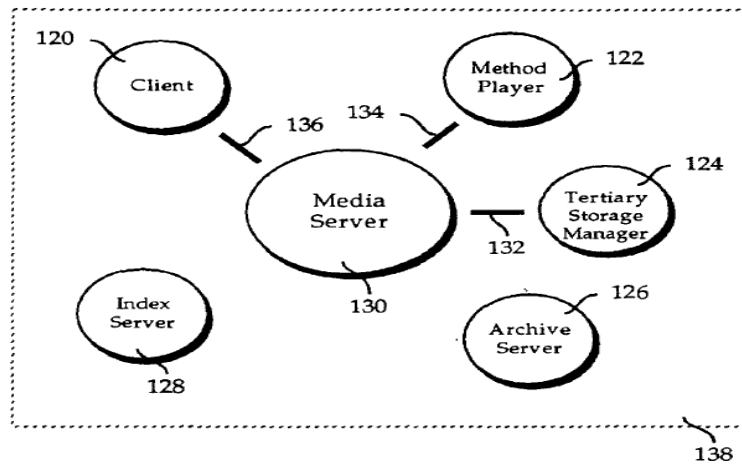 120
Client
136
134
Method
Player
122
Media
Server
130
124
Tertiary
Storage
Manager
132
Index
Server
128
126
Archive
Server
138